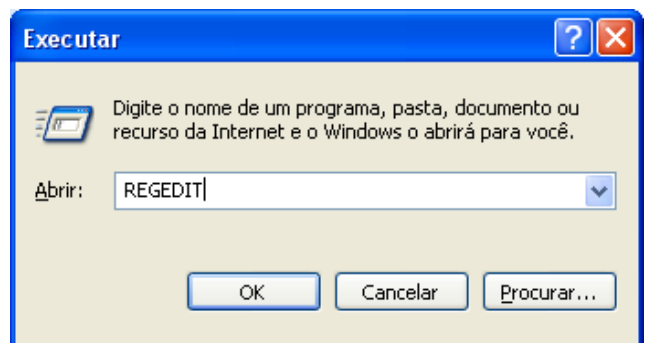 Executar
Digite o nome de um programa, pasta, documento ou
recurso da Internet e o Windows o abrirá para você.
Abrir: REGEDIT
OK Cancelar Procurar...